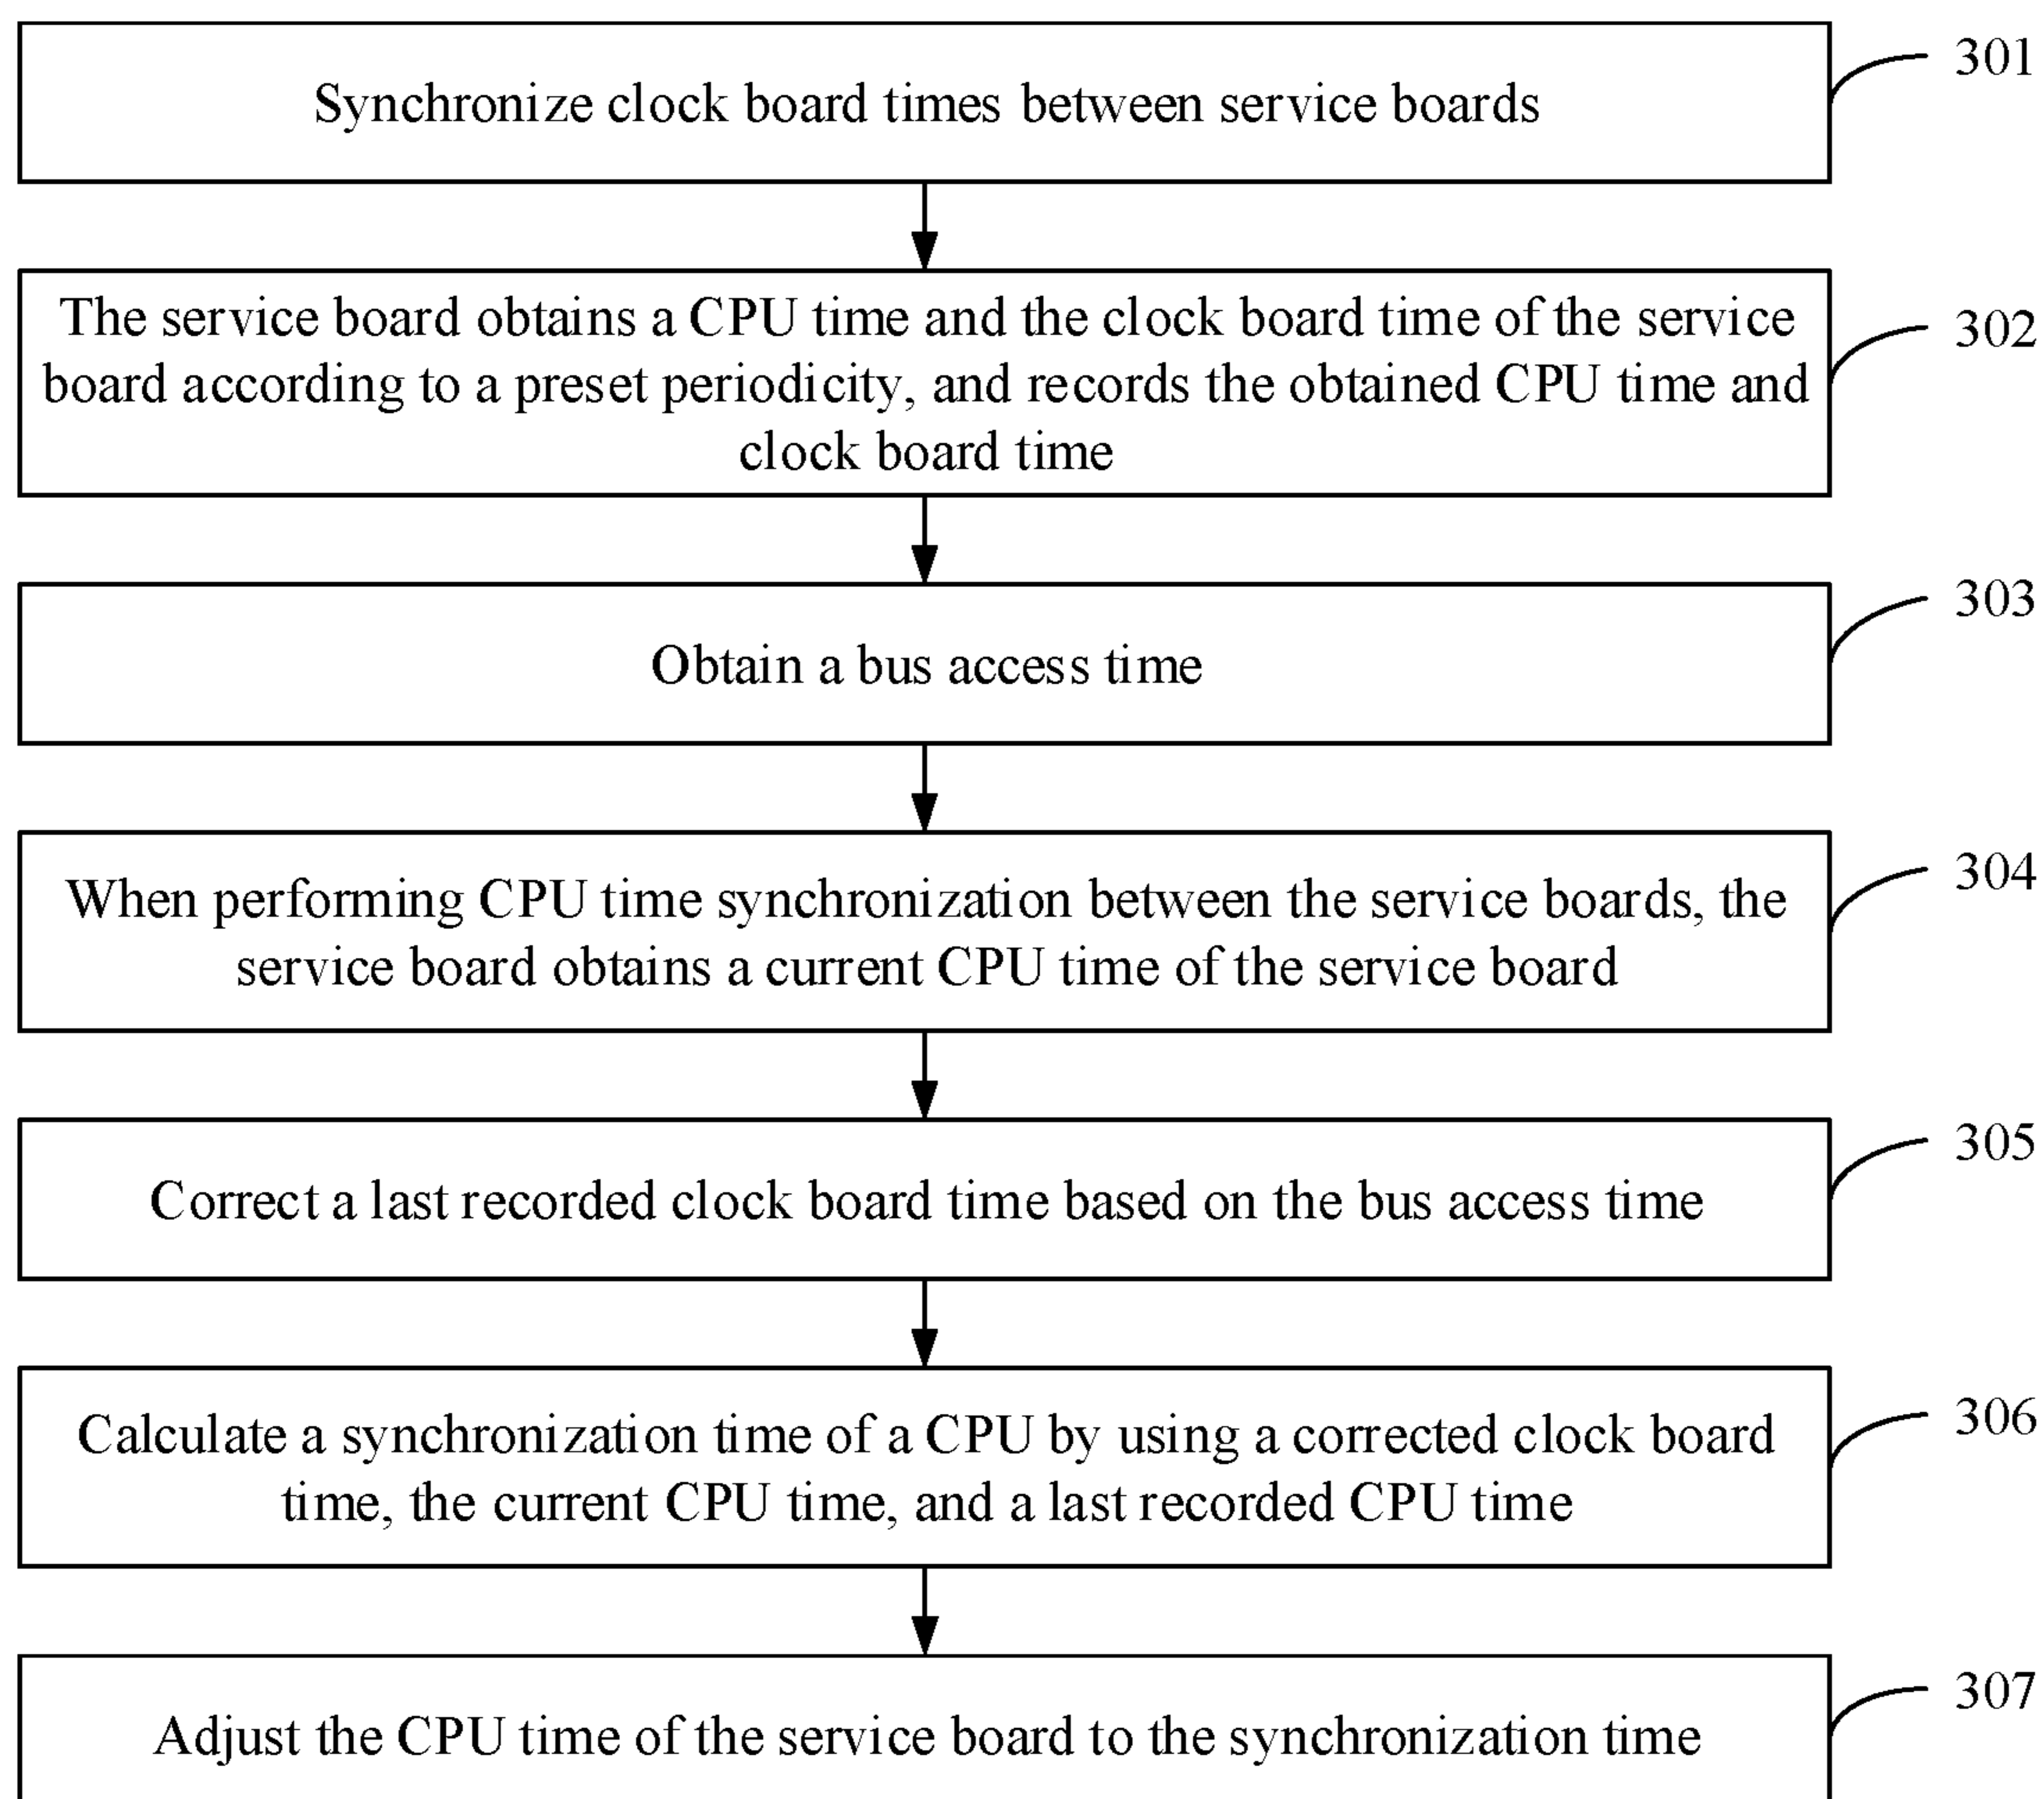 Synchronize clock board times between service boards
301
The service board obtains a CPU time and the clock board time of the service
board according to a preset periodicity, and records the obtained CPU time and
clock board time
302
Obtain a bus access time
303
When performing CPU time synchronization between the service boards, the
service board obtains a current CPU time of the service board
304
Correct a last recorded clock board time based on the bus access time
305
Calculate a synchronization time of a CPU by using a corrected clock board
time, the current CPU time, and a last recorded CPU time
306
Adjust the CPU time of the service board to the synchronization time
307